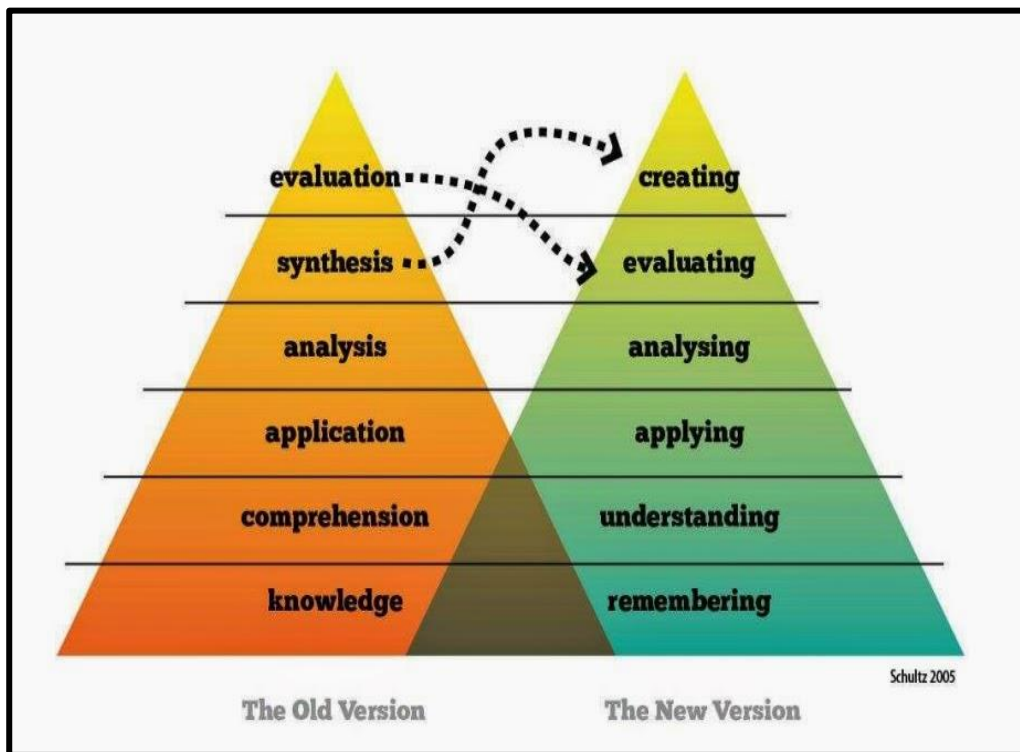 evaluation
creating
synthesis
evaluating
analysis
analysing
application
applying
comprehension
understanding
knowledge
remembering
Schultz 2005
The Old Version
The New Version